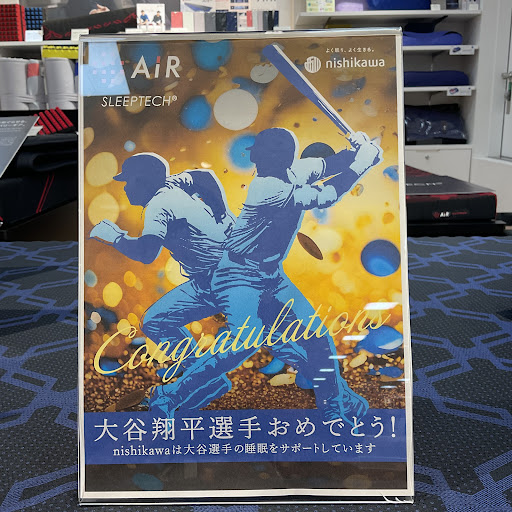 AiR
SLEEPTECH®
よく眠り、よく生きる。
nishikawa
Congratulations
大谷翔平選手おめでとう!
nishikawaは大谷選手の睡眠をサポートしています
AiR